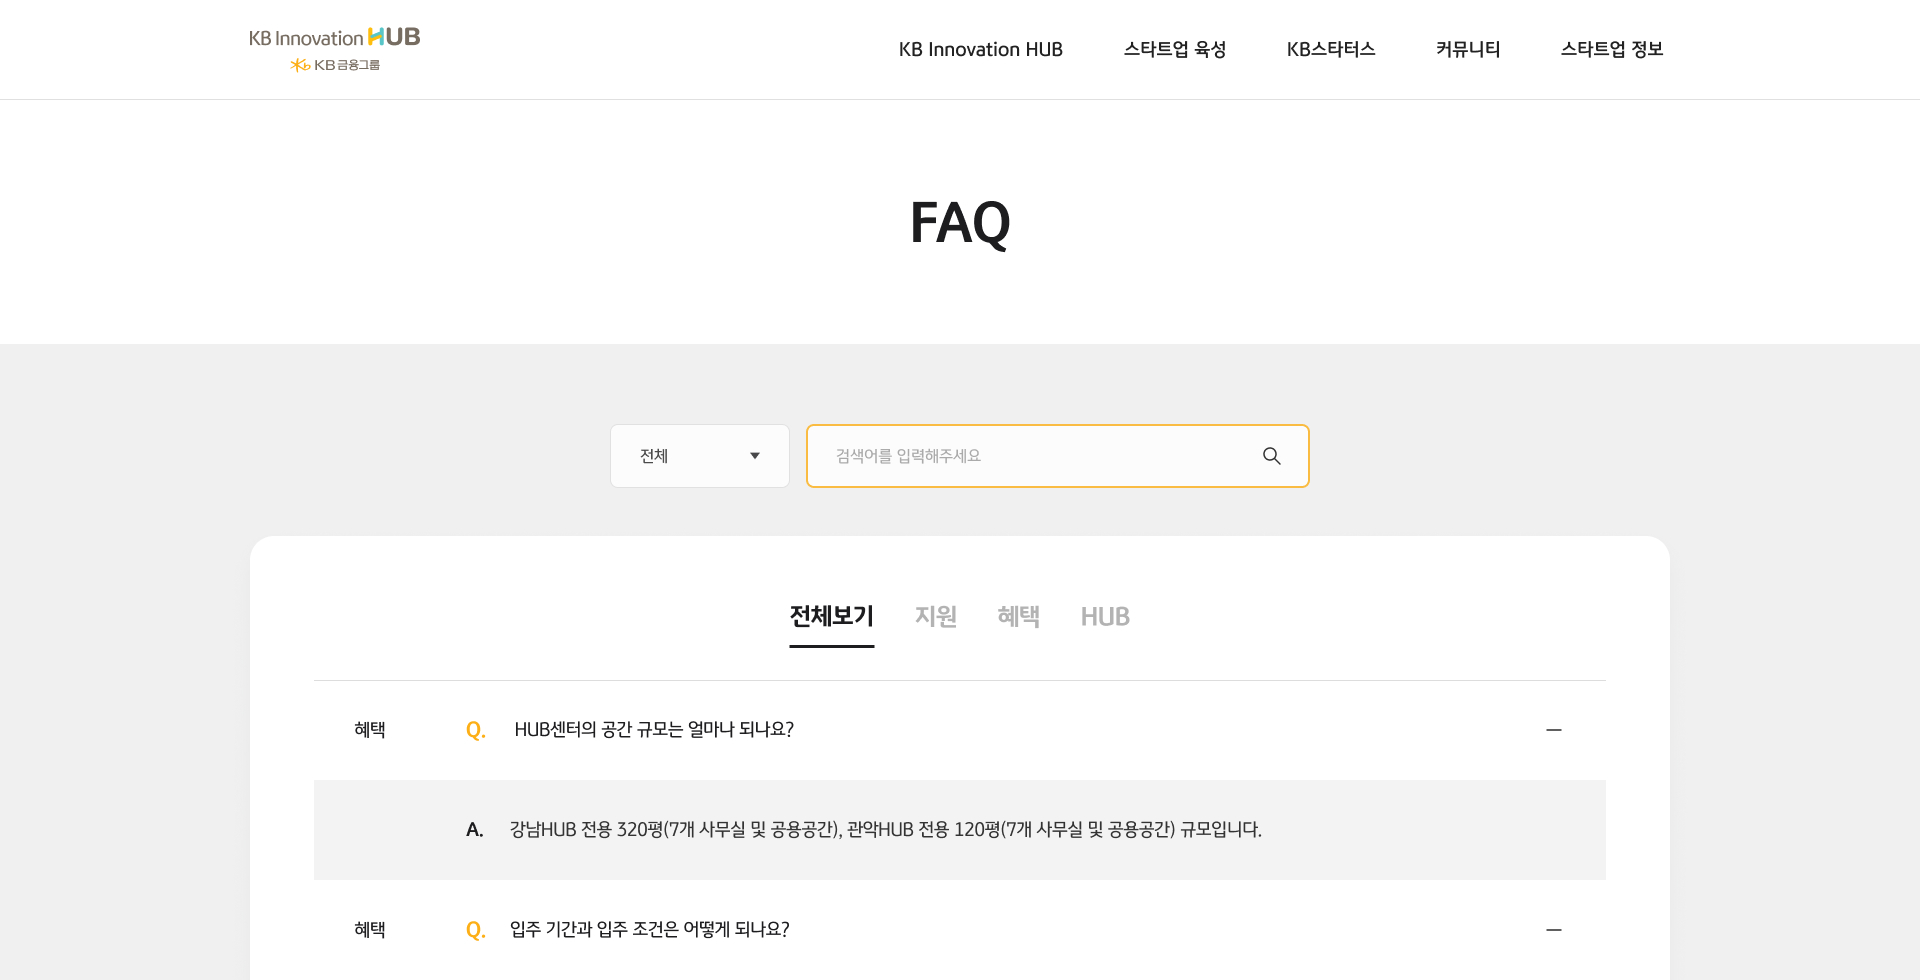 KB Innovation HUB
KB금융그룹
KB Innovation HUB 스타트업 육성 KB스타터스 커뮤니티 스타트업 정보
FAQ
전체
검색어를 입력해주세요
전체보기 지원 혜택 HUB
혜택 Q. HUB센터의 공간 규모는 얼마나 되나요?
A. 강남HUB 전용 320평(7개 사무실 및 공용공간), 관악HUB 전용 120평(7개 사무실 및 공용공간) 규모입니다.
혜택 Q. 입주 기간과 입주 조건은 어떻게 되나요?